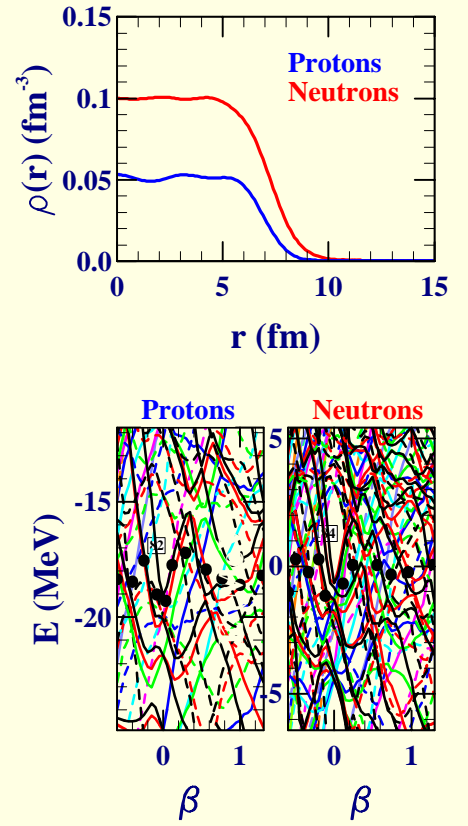 0.15
Protons
Neutrons
0.1
ρ(r) (fm-3)
0.05
0.0
0 5 10 15
r (fm)
Protons Neutrons
5
-15
0
E (MeV)
-20
-5
0 1 0 1
β β